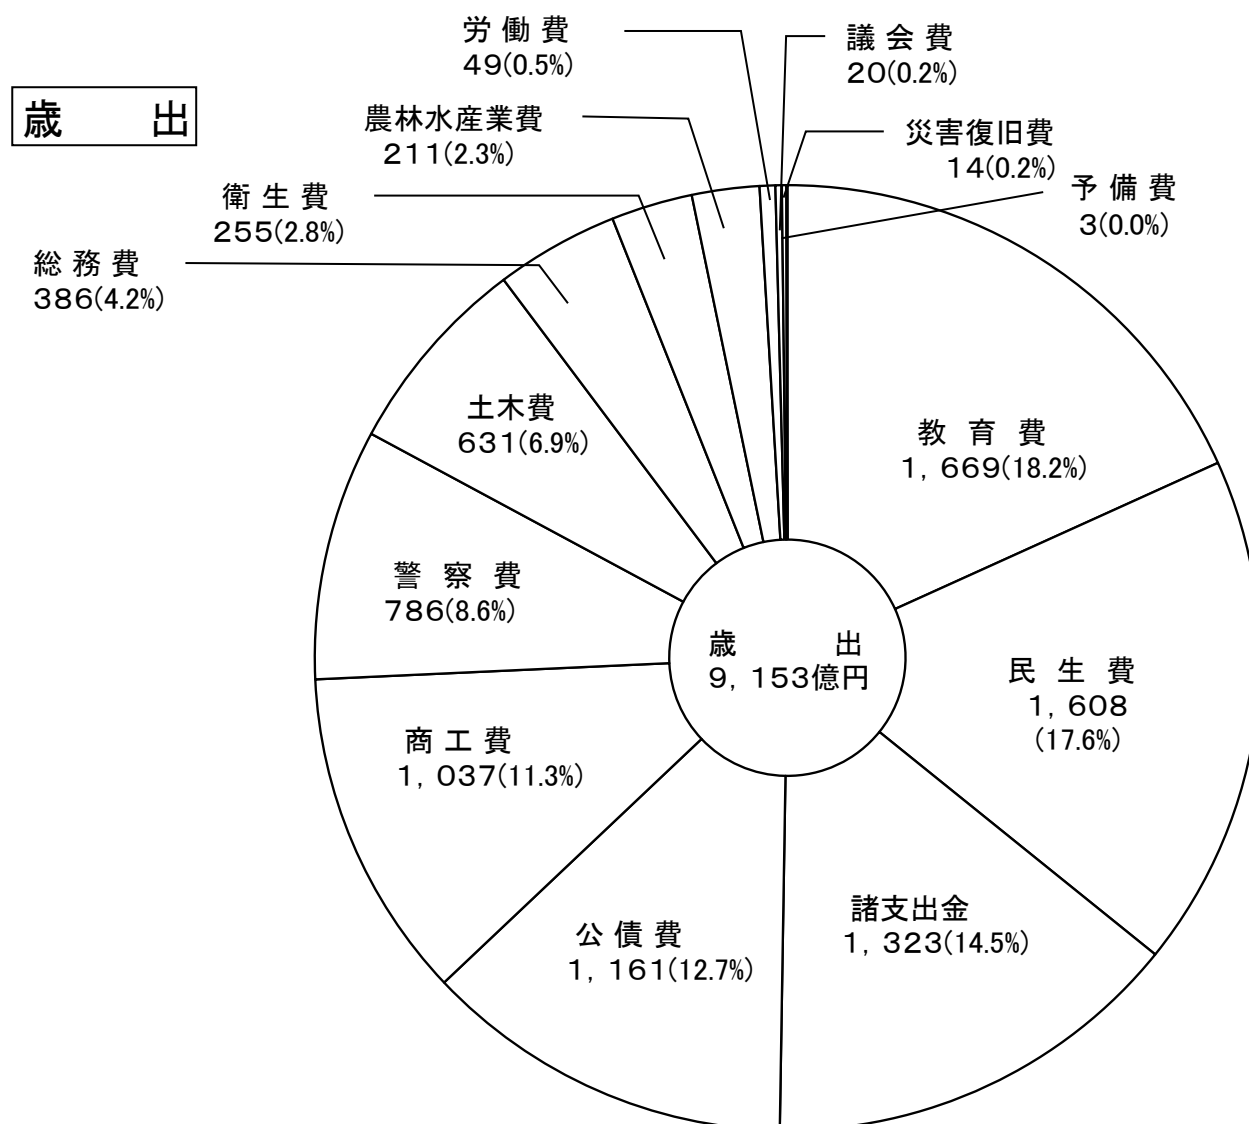 歳　出
労働費
49(0.5%)
議会費
20(0.2%)
農林水産業費
211(2.3%)
災害復旧費
14(0.2%)
衛生費
255(2.8%)
予備費
3(0.0%)
総務費
386(4.2%)
土木費
631(6.9%)
教育費
1,669(18.2%)
警察費
786(8.6%)
歳　出
9,153億円
民生費
1,608
(17.6%)
商工費
1,037(11.3%)
諸支出金
1,323(14.5%)
公債費
1,161(12.7%)